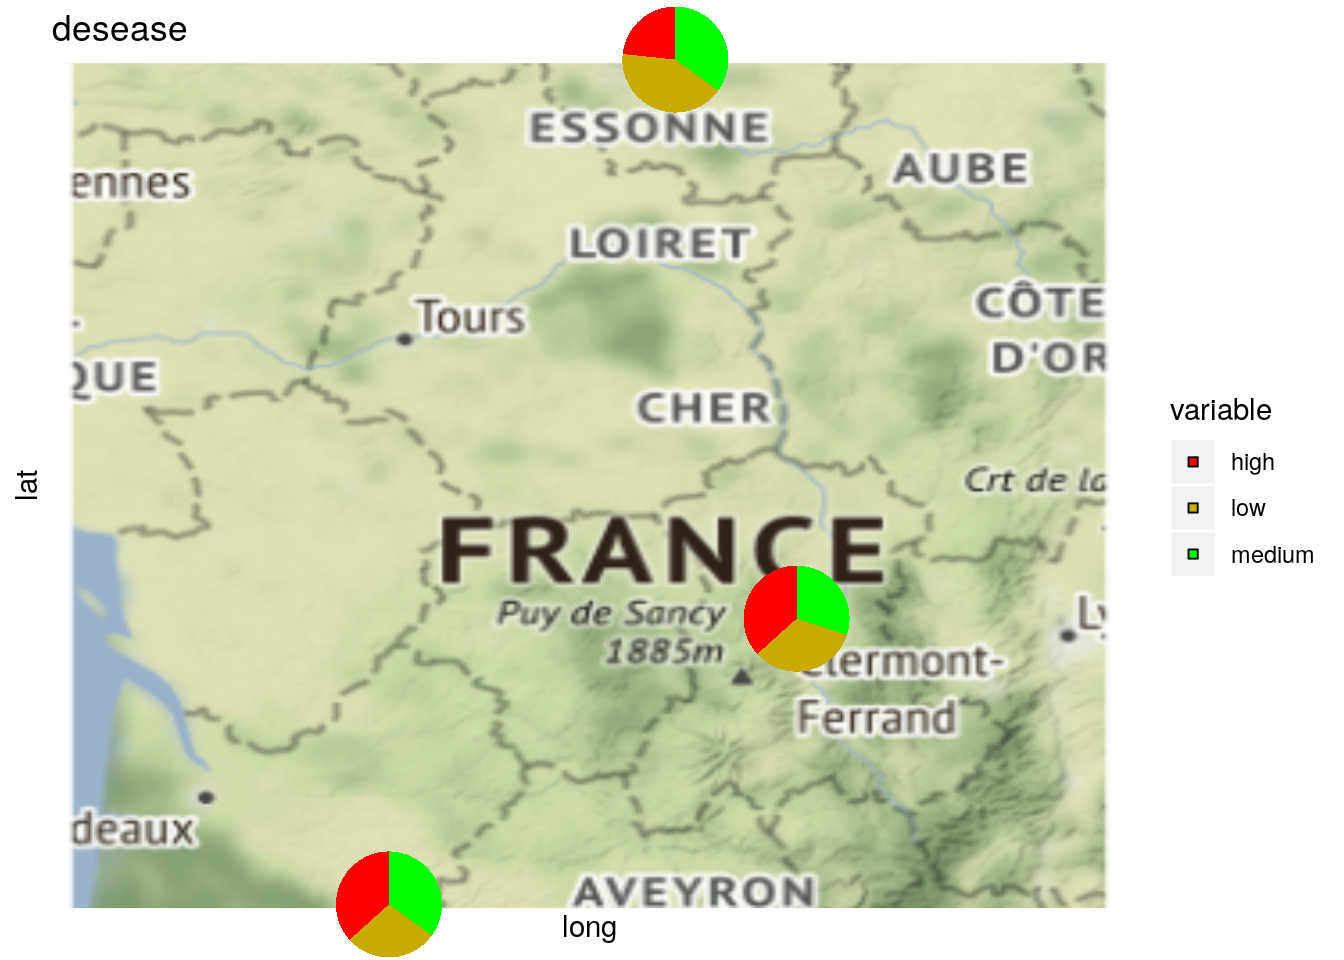 desease
ESSONNE
AUBE
ennes
LOIRET
CÔTE
D'OR
Tours
QUE
CHER
variable
high
low
medium
Crt de la
lat
FRANCE
Puy de Sancy
1885m
Ly
Clermont-
Ferrand
deaux
AVEYRON
long